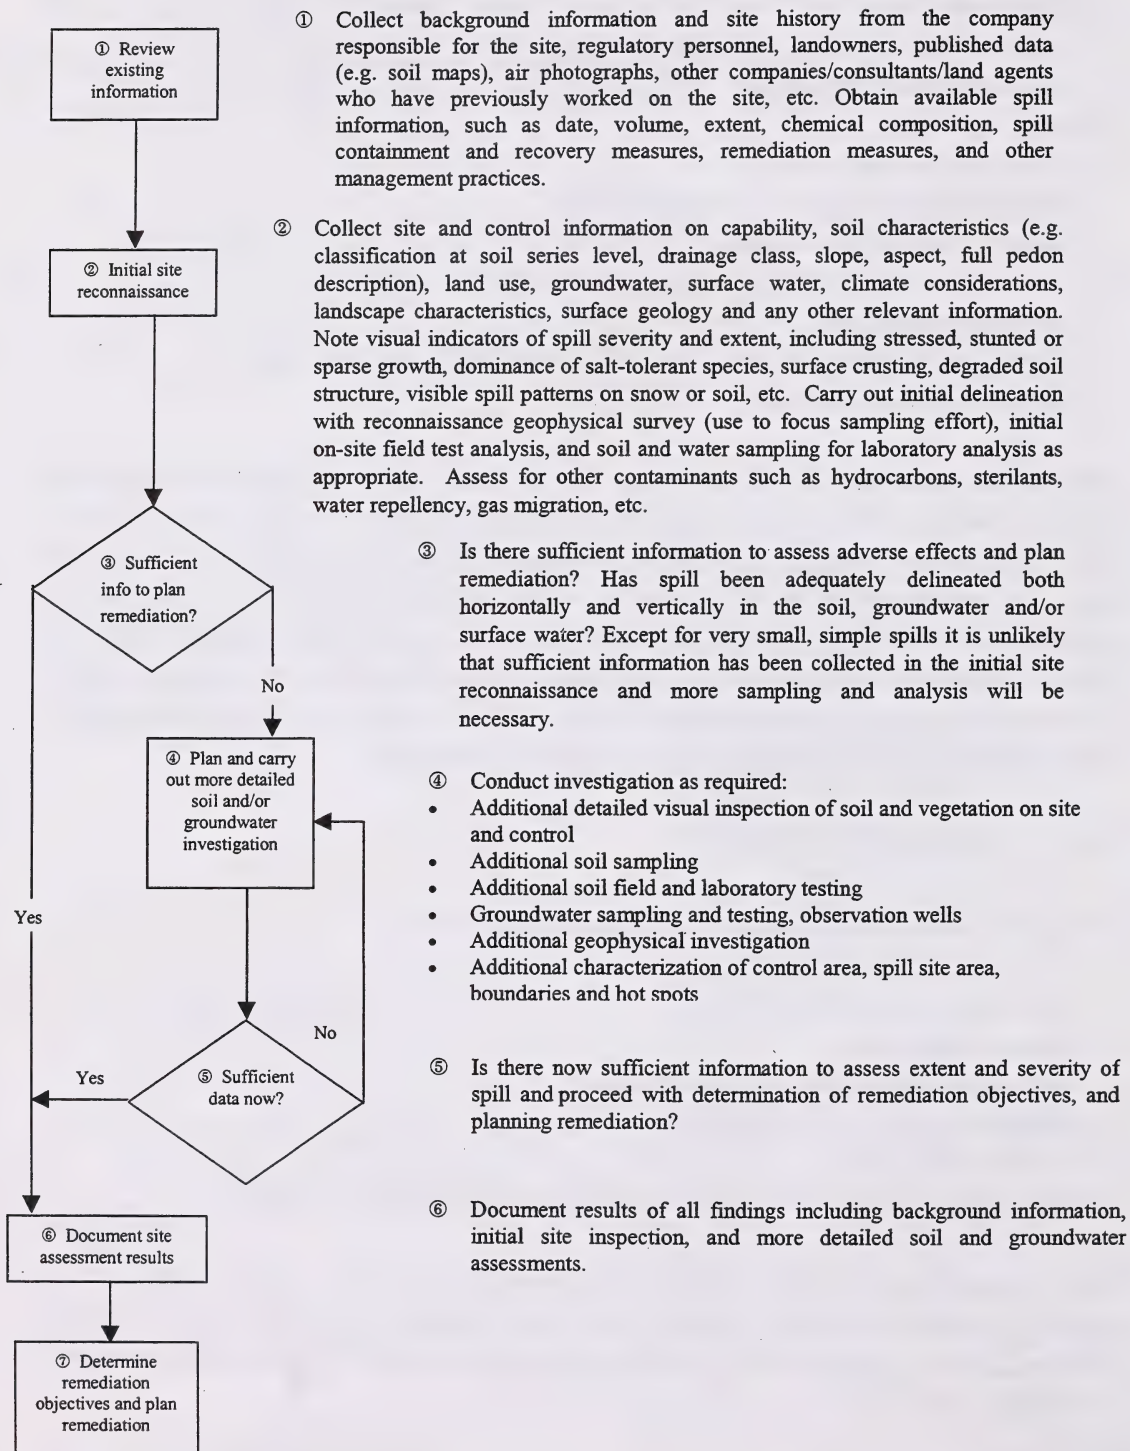 ① Review
existing
information
① Collect background information and site history from the company
responsible for the site, regulatory personnel, landowners, published data
(e.g. soil maps), air photographs, other companies/consultants/land agents
who have previously worked on the site, etc. Obtain available spill
information, such as date, volume, extent, chemical composition, spill
containment and recovery measures, remediation measures, and other
management practices.
② Initial site
reconnaissance
② Collect site and control information on capability, soil characteristics (e.g.
classification at soil series level, drainage class, slope, aspect, full pedon
description), land use, groundwater, surface water, climate considerations,
landscape characteristics, surface geology and any other relevant information.
Note visual indicators of spill severity and extent, including stressed, stunted or
sparse growth, dominance of salt-tolerant species, surface crusting, degraded soil
structure, visible spill patterns on snow or soil, etc. Carry out initial delineation
with reconnaissance geophysical survey (use to focus sampling effort), initial
on-site field test analysis, and soil and water sampling for laboratory analysis as
appropriate. Assess for other contaminants such as hydrocarbons, sterilants,
water repellency, gas migration, etc.
③ Sufficient
info to plan
remediation?
③ Is there sufficient information to assess adverse effects and plan
remediation? Has spill been adequately delineated both
horizontally and vertically in the soil, groundwater and/or
surface water? Except for very small, simple spills it is unlikely
that sufficient information has been collected in the initial site
reconnaissance and more sampling and analysis will be
necessary.
No
④ Plan and carry
out more detailed
soil and/or
groundwater
investigation
④ Conduct investigation as required:
• Additional detailed visual inspection of soil and vegetation on site
and control
• Additional soil sampling
• Additional soil field and laboratory testing
• Groundwater sampling and testing, observation wells
• Additional geophysical investigation
• Additional characterization of control area, spill site area,
boundaries and hot spots
Yes
No
Yes
⑤ Sufficient
data now?
⑤ Is there now sufficient information to assess extent and severity of
spill and proceed with determination of remediation objectives, and
planning remediation?
⑥ Document site
assessment results
⑥ Document results of all findings including background information,
initial site inspection, and more detailed soil and groundwater
assessments.
⑦ Determine
remediation
objectives and plan
remediation